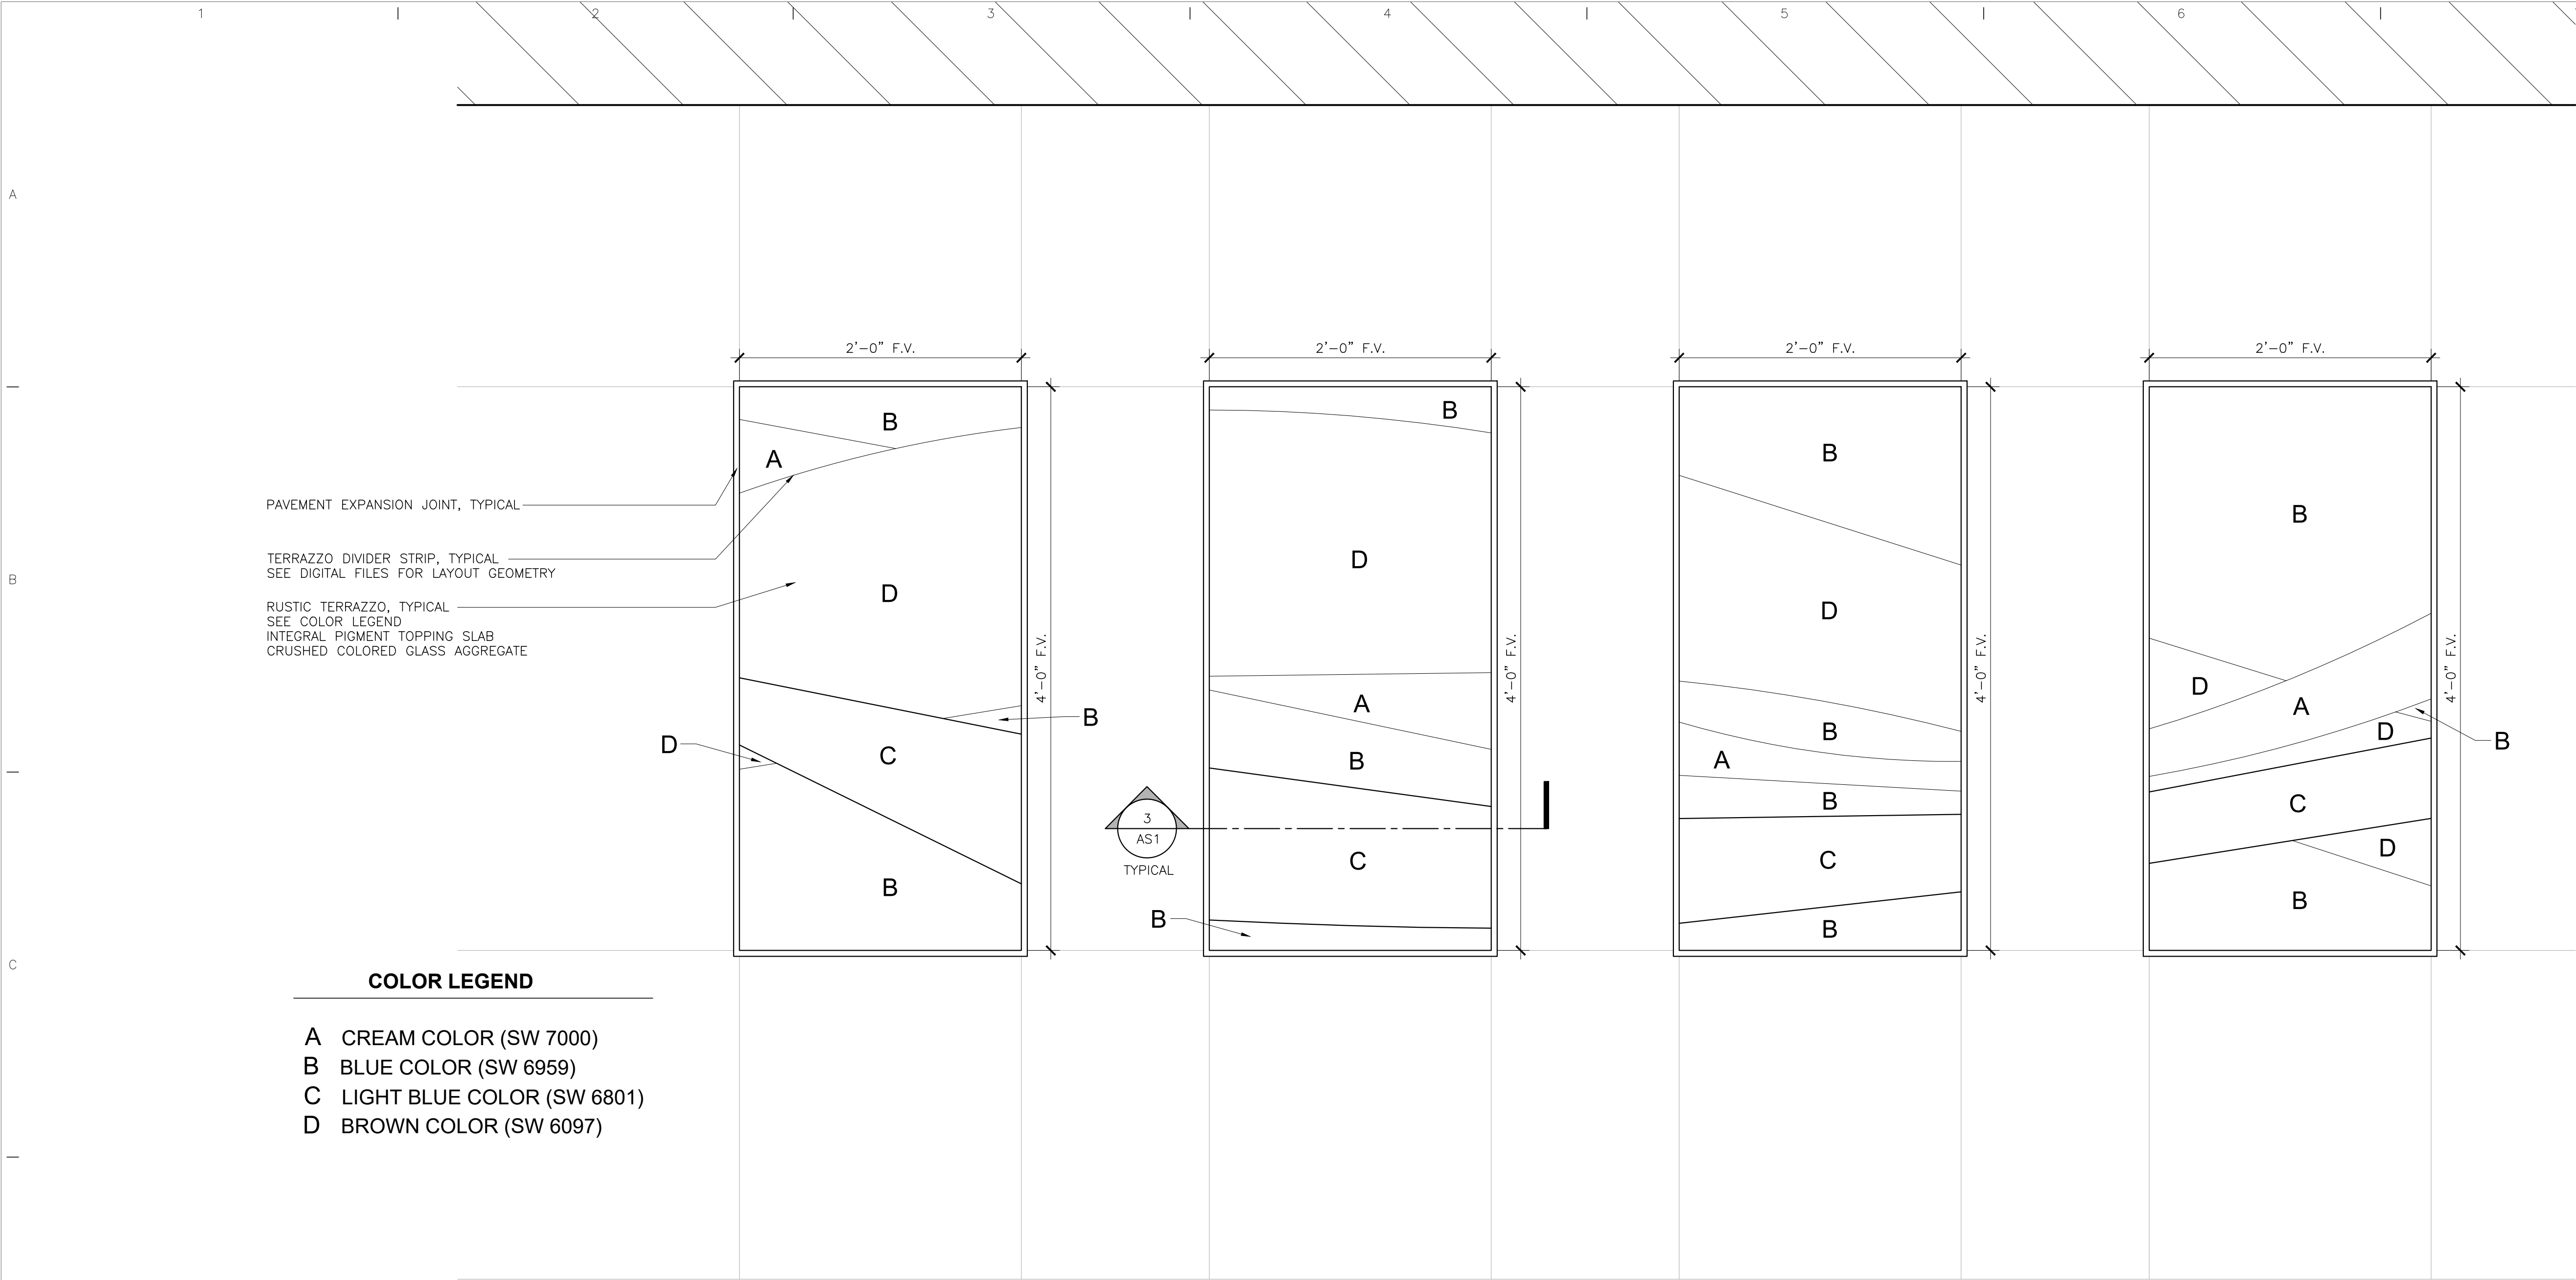 1 2 3 4 5 6
A
2'-0" F.V. 2'-0" F.V. 2'-0" F.V. 2'-0" F.V.
B
A
D
C
B
D
B
4'-0" F.V.
B
D
A
B
C
B
4'-0" F.V.
B
D
B
A
B
C
B
4'-0" F.V.
B
D
A
D
B
C
D
B
4'-0" F.V.
PAVEMENT EXPANSION JOINT, TYPICAL
TERRAZZO DIVIDER STRIP, TYPICAL
SEE DIGITAL FILES FOR LAYOUT GEOMETRY
B
RUSTIC TERRAZZO, TYPICAL
SEE COLOR LEGEND
INTEGRAL PIGMENT TOPPING SLAB
CRUSHED COLORED GLASS AGGREGATE
3
AS1
TYPICAL
C
COLOR LEGEND
A CREAM COLOR (SW 7000)
B BLUE COLOR (SW 6959)
C LIGHT BLUE COLOR (SW 6801)
D BROWN COLOR (SW 6097)